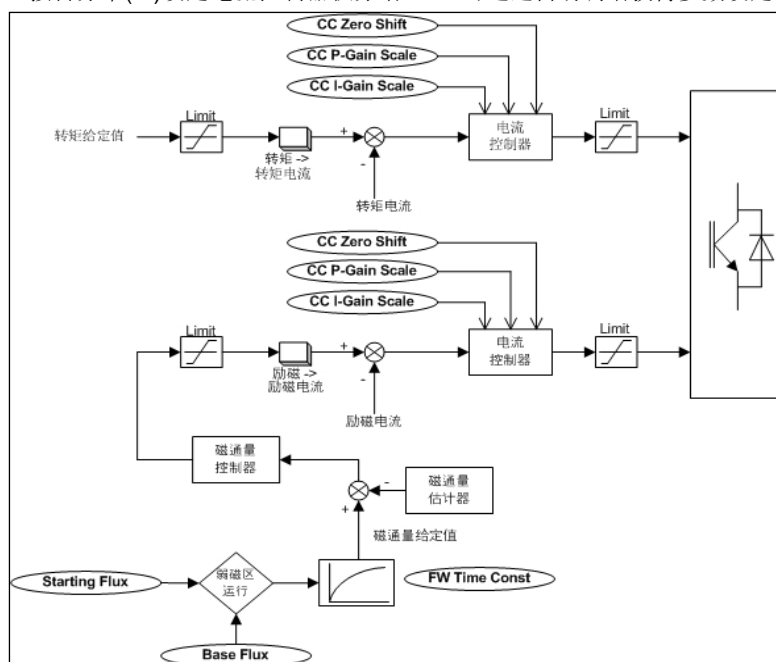 CC Zero Shift
CC P-Gain Scale
CC I-Gain Scale
Limit
转矩给定值
+
-
转矩 ->
转矩电流
转矩电流
电流
控制器
Limit
CC Zero Shift
CC P-Gain Scale
CC I-Gain Scale
Limit
+
-
励磁 ->
励磁电流
励磁电流
电流
控制器
Limit
磁通量
控制器
-
+
磁通量
估计器
磁通量给定值
Starting Flux
弱磁区
运行
FW Time Const
Base Flux